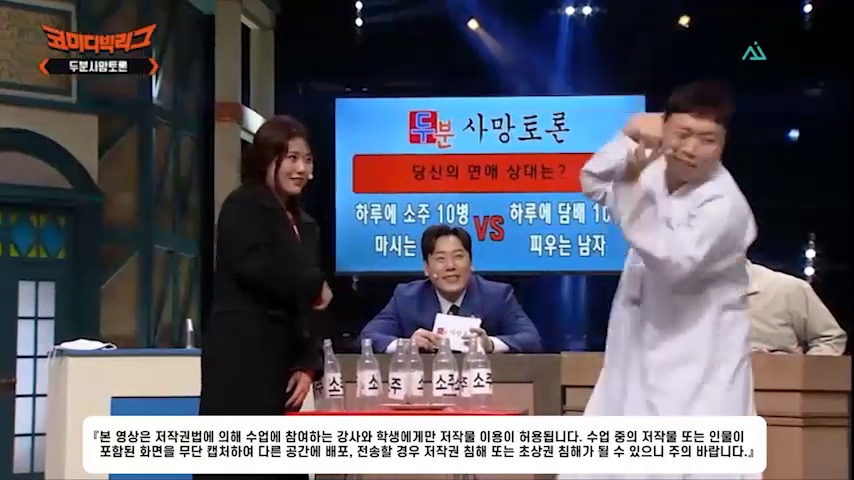 코미디빅리그
두분사망토론
두분 사망토론
당신의 연애 상대는?
하루에 소주 10병 VS 하루에 담배 10
마시는 피우는 남자
소주 소주 소주 소주
『본 영상은 저작권법에 의해 수업에 참여하는 강사와 학생에게만 저작물 이용이 허용됩니다. 수업 중의 저작물 또는 인물이
포함된 화면을 무단 캡처하여 다른 공간에 배포, 전송할 경우 저작권 침해 또는 초상권 침해가 될 수 있으니 주의 바랍니다.』